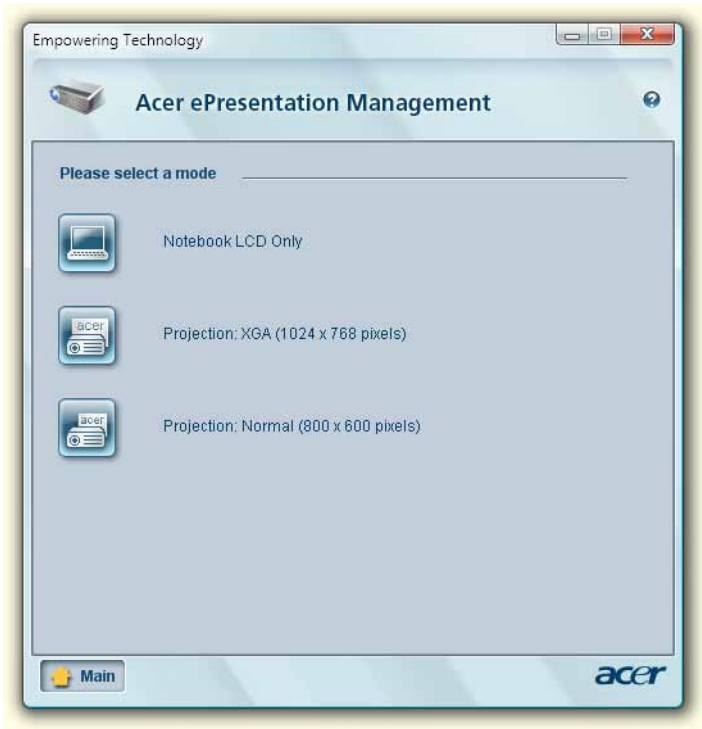 Empowering Technology
Acer ePresentation Management
Please select a mode
Notebook LCD Only
acer
Projection: XGA (1024 x 768 pixels)
acer
Projection: Normal (800 x 600 pixels)
Main
acer